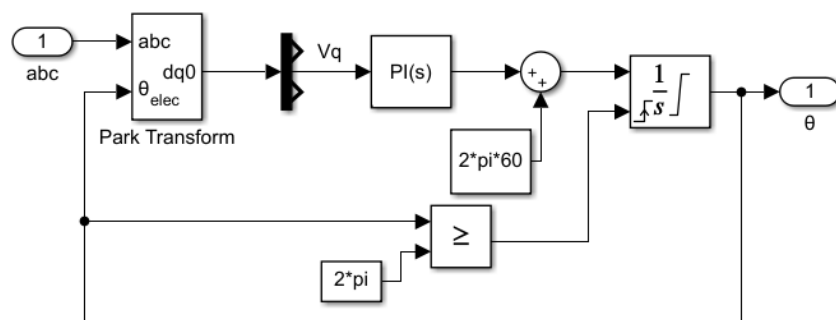 1
abc
abc
θelec
dq0
Park Transform
Vq
PI(s)
+
+
2*pi*60
1
s
1
θ
≥
2*pi